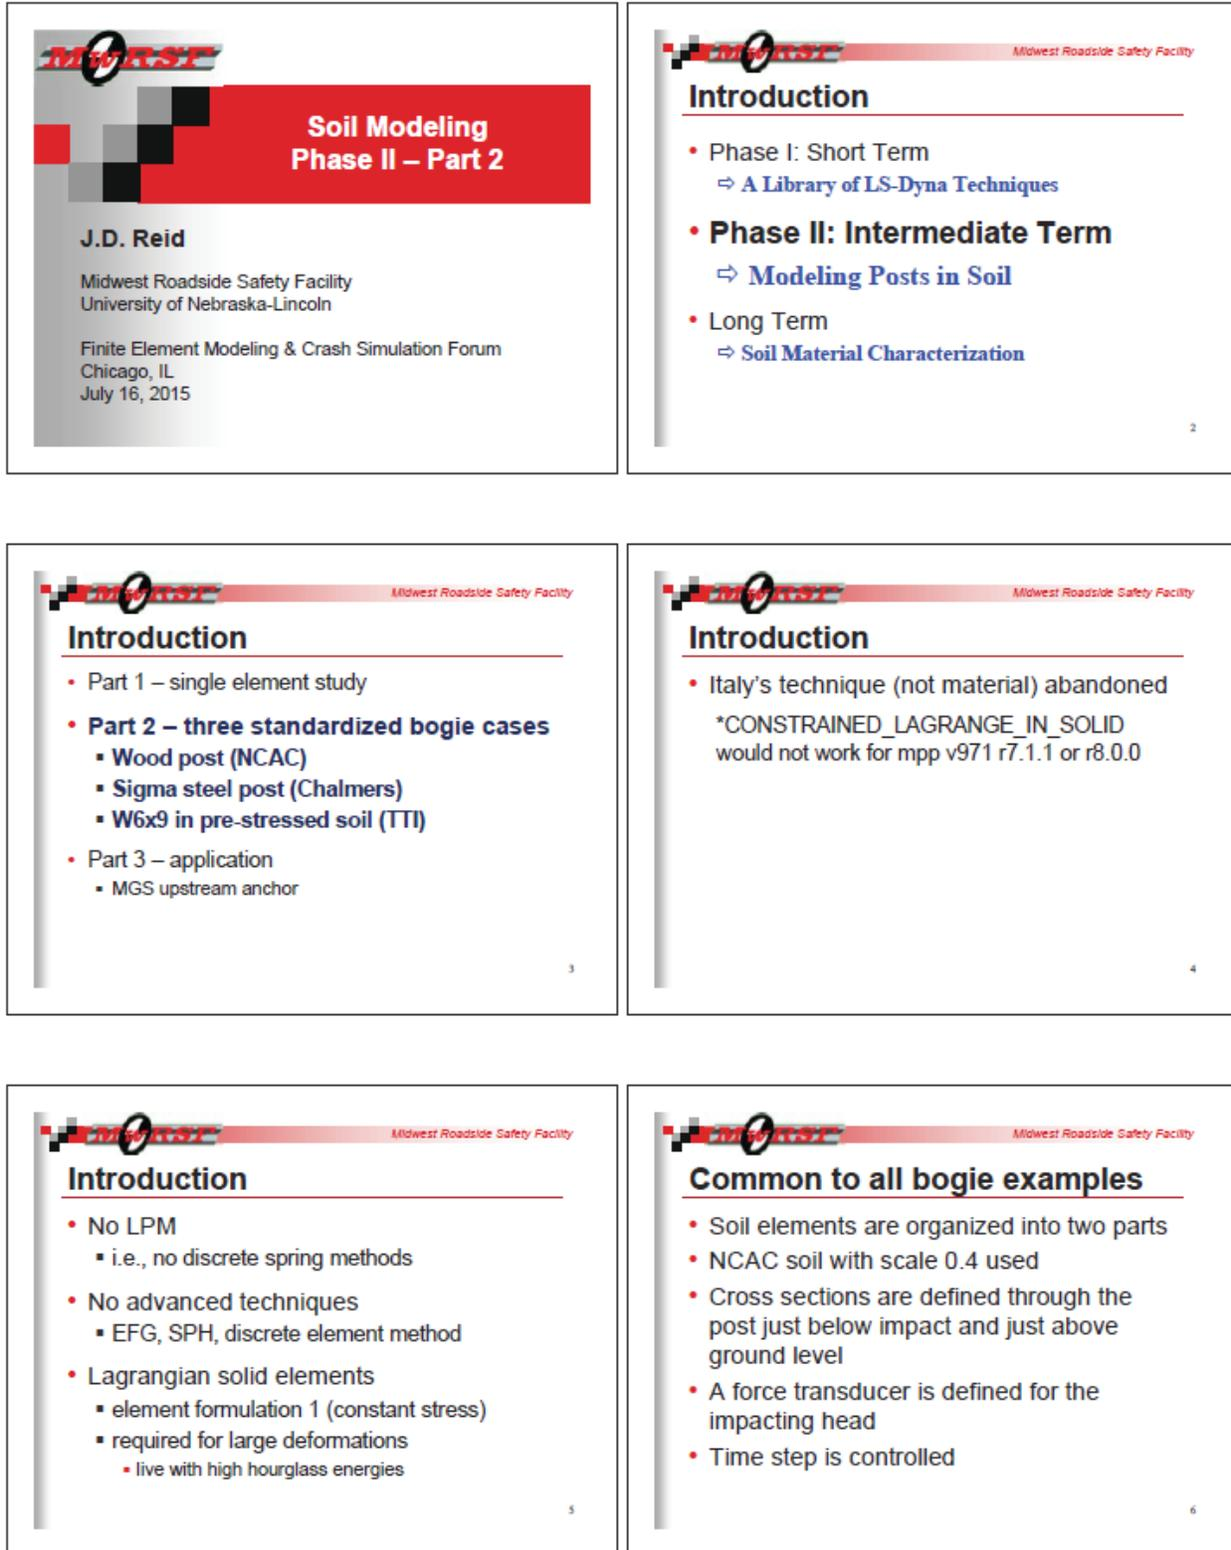 MwRSF
Soil Modeling
Phase II – Part 2
J.D. Reid
Midwest Roadside Safety Facility
University of Nebraska-Lincoln
Finite Element Modeling & Crash Simulation Forum
Chicago, IL
July 16, 2015
MwRSF
Midwest Roadside Safety Facility
Introduction
• Phase I: Short Term
⇨ A Library of LS-Dyna Techniques
• Phase II: Intermediate Term
⇨ Modeling Posts in Soil
• Long Term
⇨ Soil Material Characterization
2
MwRSF
Midwest Roadside Safety Facility
Introduction
• Part 1 – single element study
• Part 2 – three standardized bogie cases
▪ Wood post (NCAC)
▪ Sigma steel post (Chalmers)
▪ W6x9 in pre-stressed soil (TTI)
• Part 3 – application
▪ MGS upstream anchor
3
MwRSF
Midwest Roadside Safety Facility
Introduction
• Italy's technique (not material) abandoned
*CONSTRAINED_LAGRANGE_IN_SOLID
would not work for mpp v971 r7.1.1 or r8.0.0
4
MwRSF
Midwest Roadside Safety Facility
Introduction
• No LPM
▪ i.e., no discrete spring methods
• No advanced techniques
▪ EFG, SPH, discrete element method
• Lagrangian solid elements
▪ element formulation 1 (constant stress)
▪ required for large deformations
▪ live with high hourglass energies
5
MwRSF
Midwest Roadside Safety Facility
Common to all bogie examples
• Soil elements are organized into two parts
• NCAC soil with scale 0.4 used
• Cross sections are defined through the
post just below impact and just above
ground level
• A force transducer is defined for the
impacting head
• Time step is controlled
6